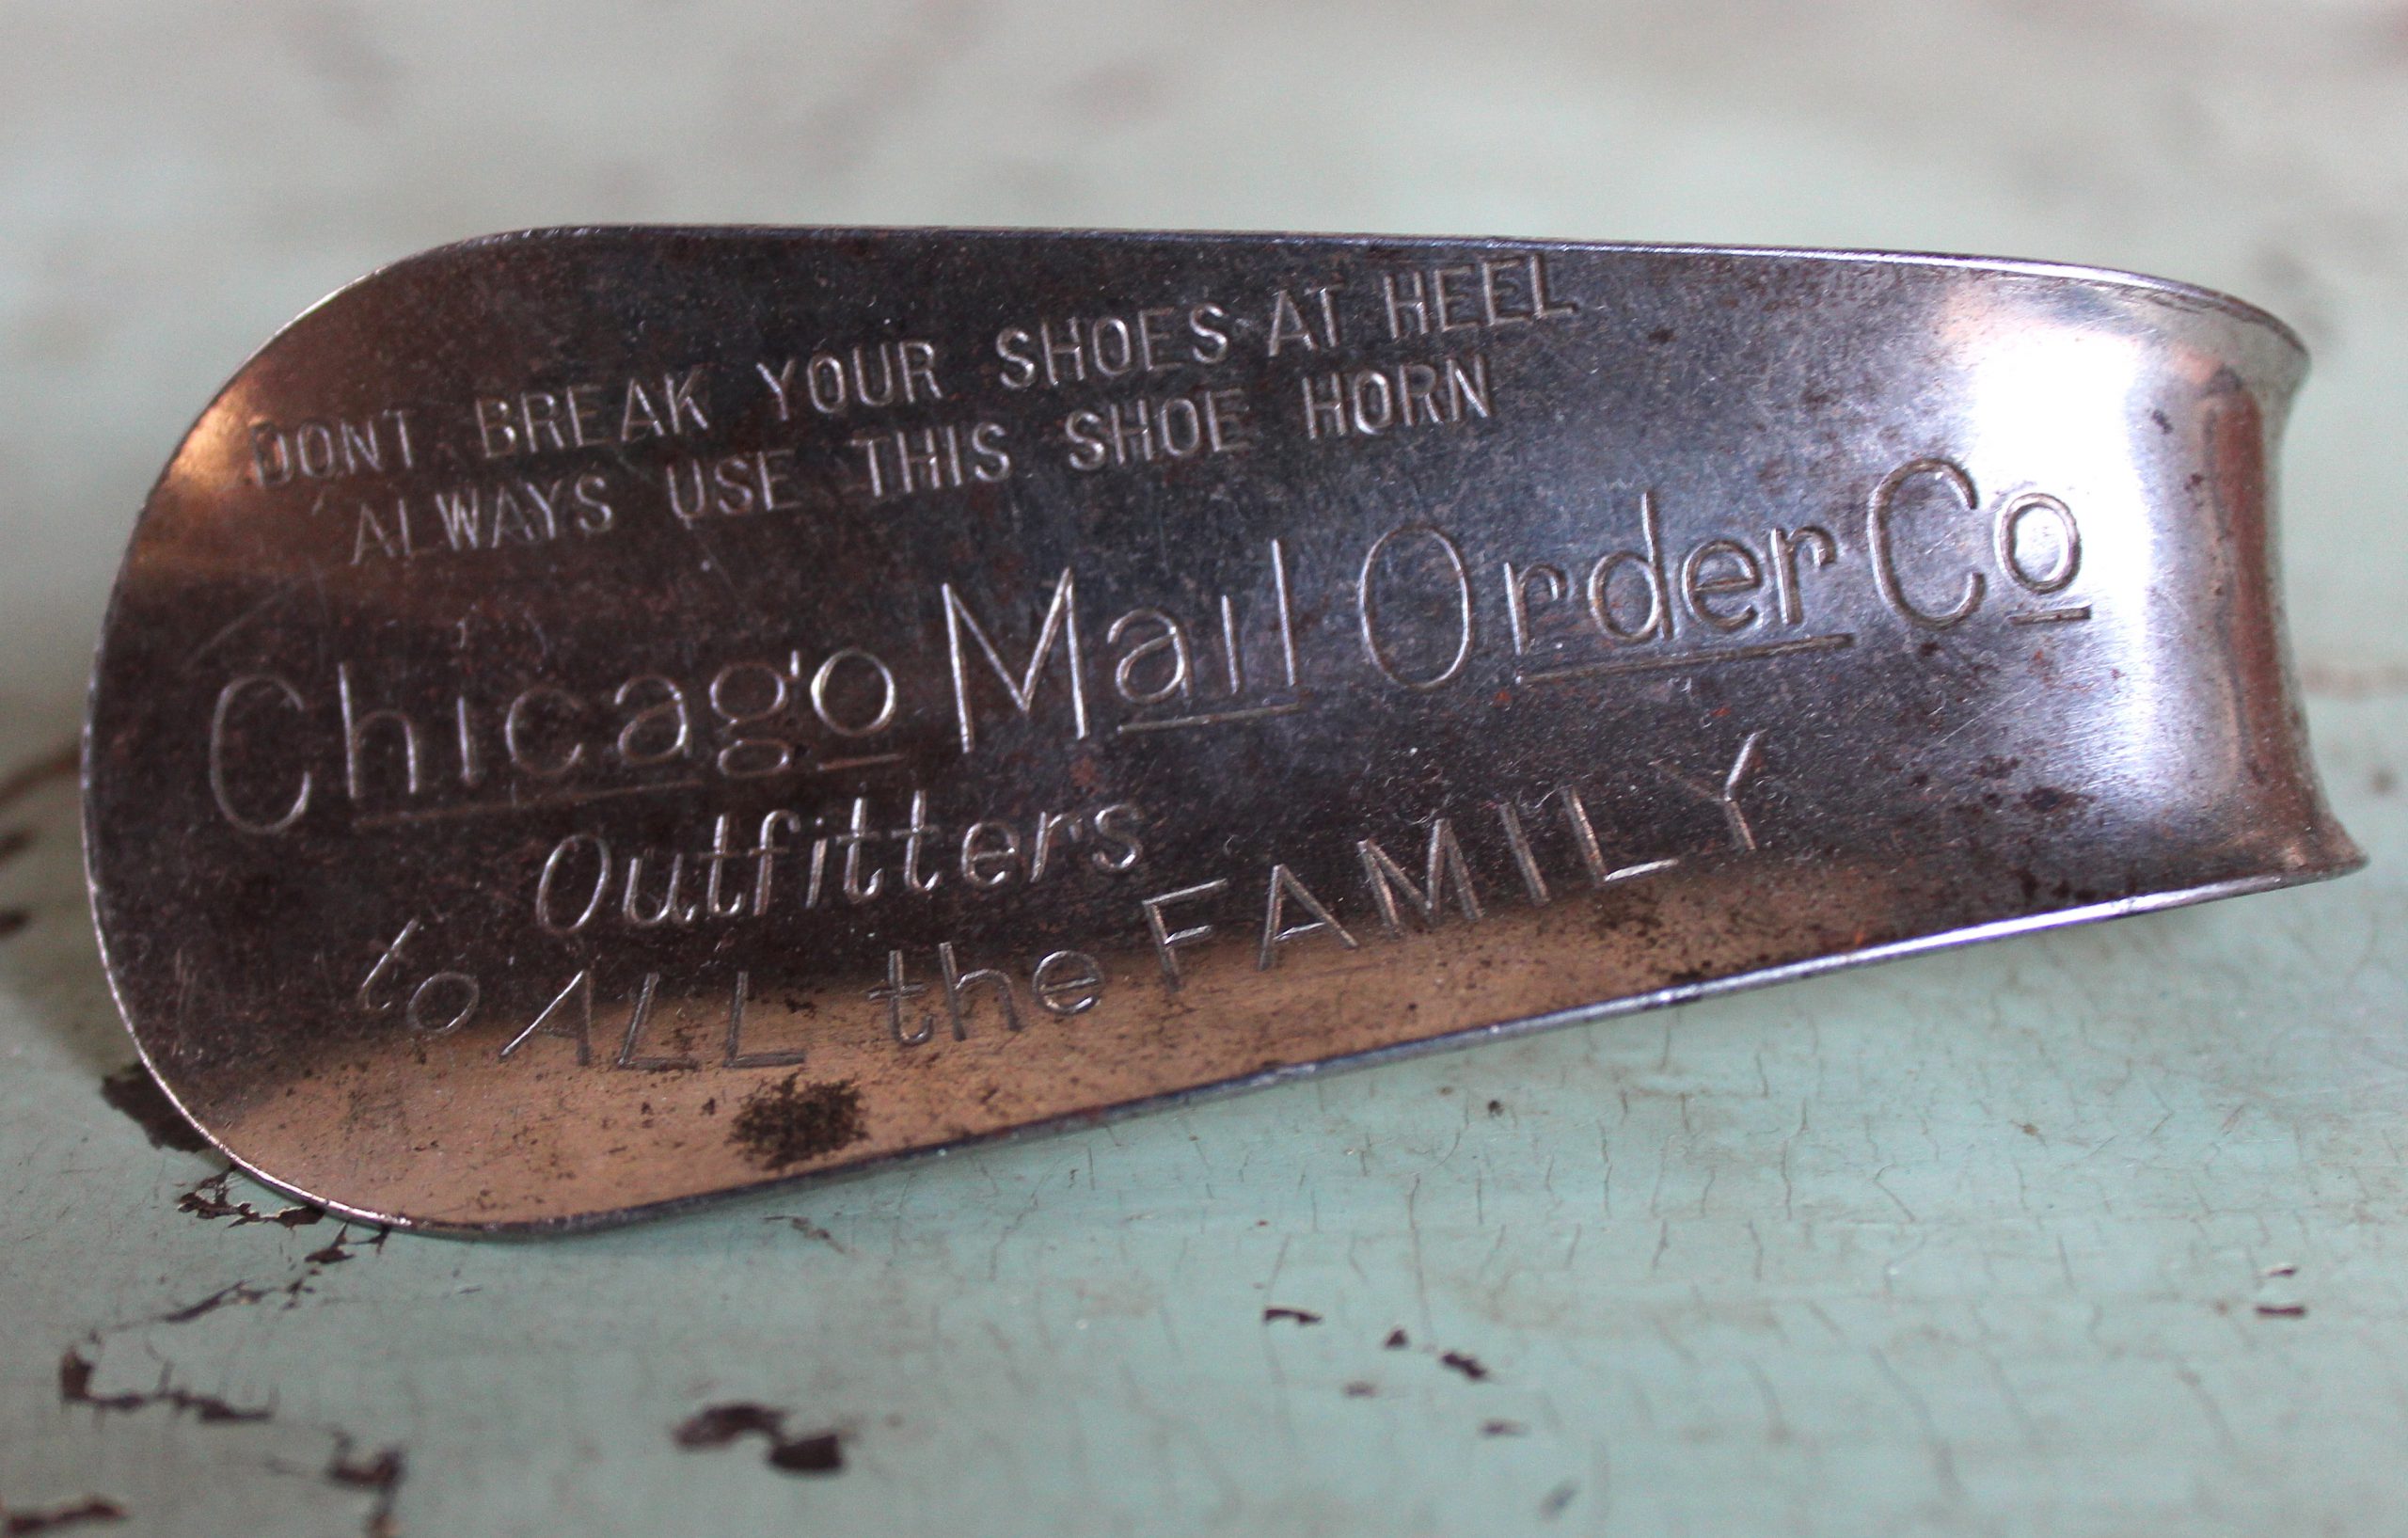 DONT BREAK YOUR SHOES AT HEEL
ALWAYS USE THIS SHOE HORN
Chicago Mail Order Co
Outfitters
to ALL the FAMILY